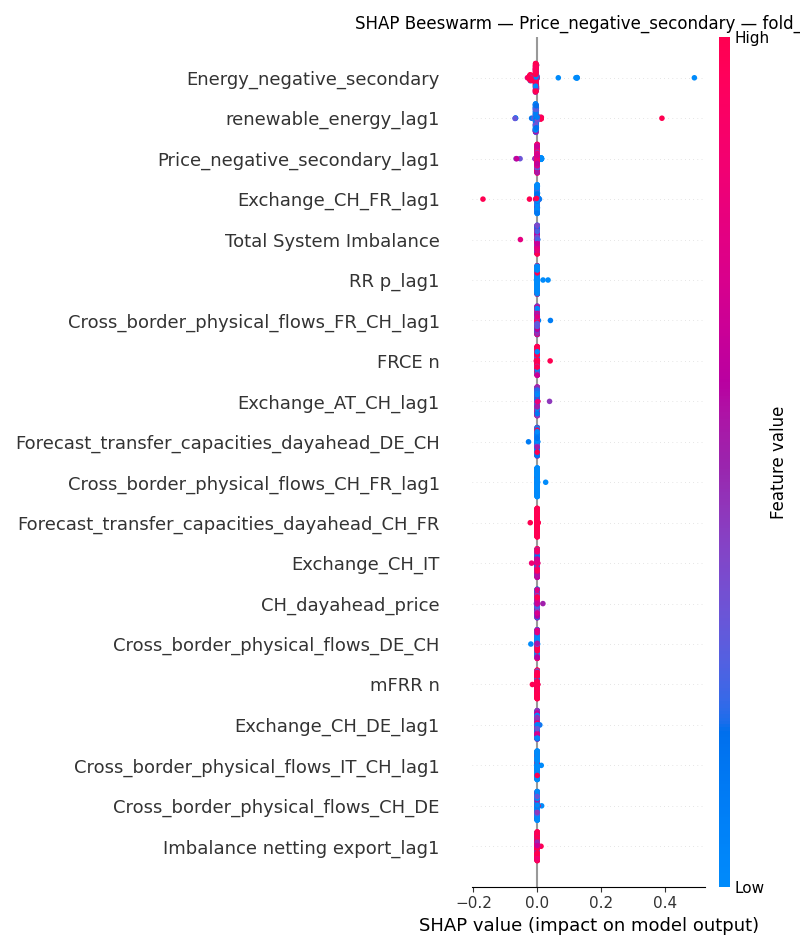 SHAP Beeswarm — Price_negative_secondary — fold_
High
Energy_negative_secondary
renewable_energy_lag1
Price_negative_secondary_lag1
Exchange_CH_FR_lag1
Total System Imbalance
RR p_lag1
Cross_border_physical_flows_FR_CH_lag1
FRCE n
Exchange_AT_CH_lag1
Forecast_transfer_capacities_dayahead_DE_CH
Cross_border_physical_flows_CH_FR_lag1
Forecast_transfer_capacities_dayahead_CH_FR
Exchange_CH_IT
CH_dayahead_price
Cross_border_physical_flows_DE_CH
mFRR n
Exchange_CH_DE_lag1
Cross_border_physical_flows_IT_CH_lag1
Cross_border_physical_flows_CH_DE
Imbalance netting export_lag1
Feature value
Low
−0.2 0.0 0.2 0.4
SHAP value (impact on model output)